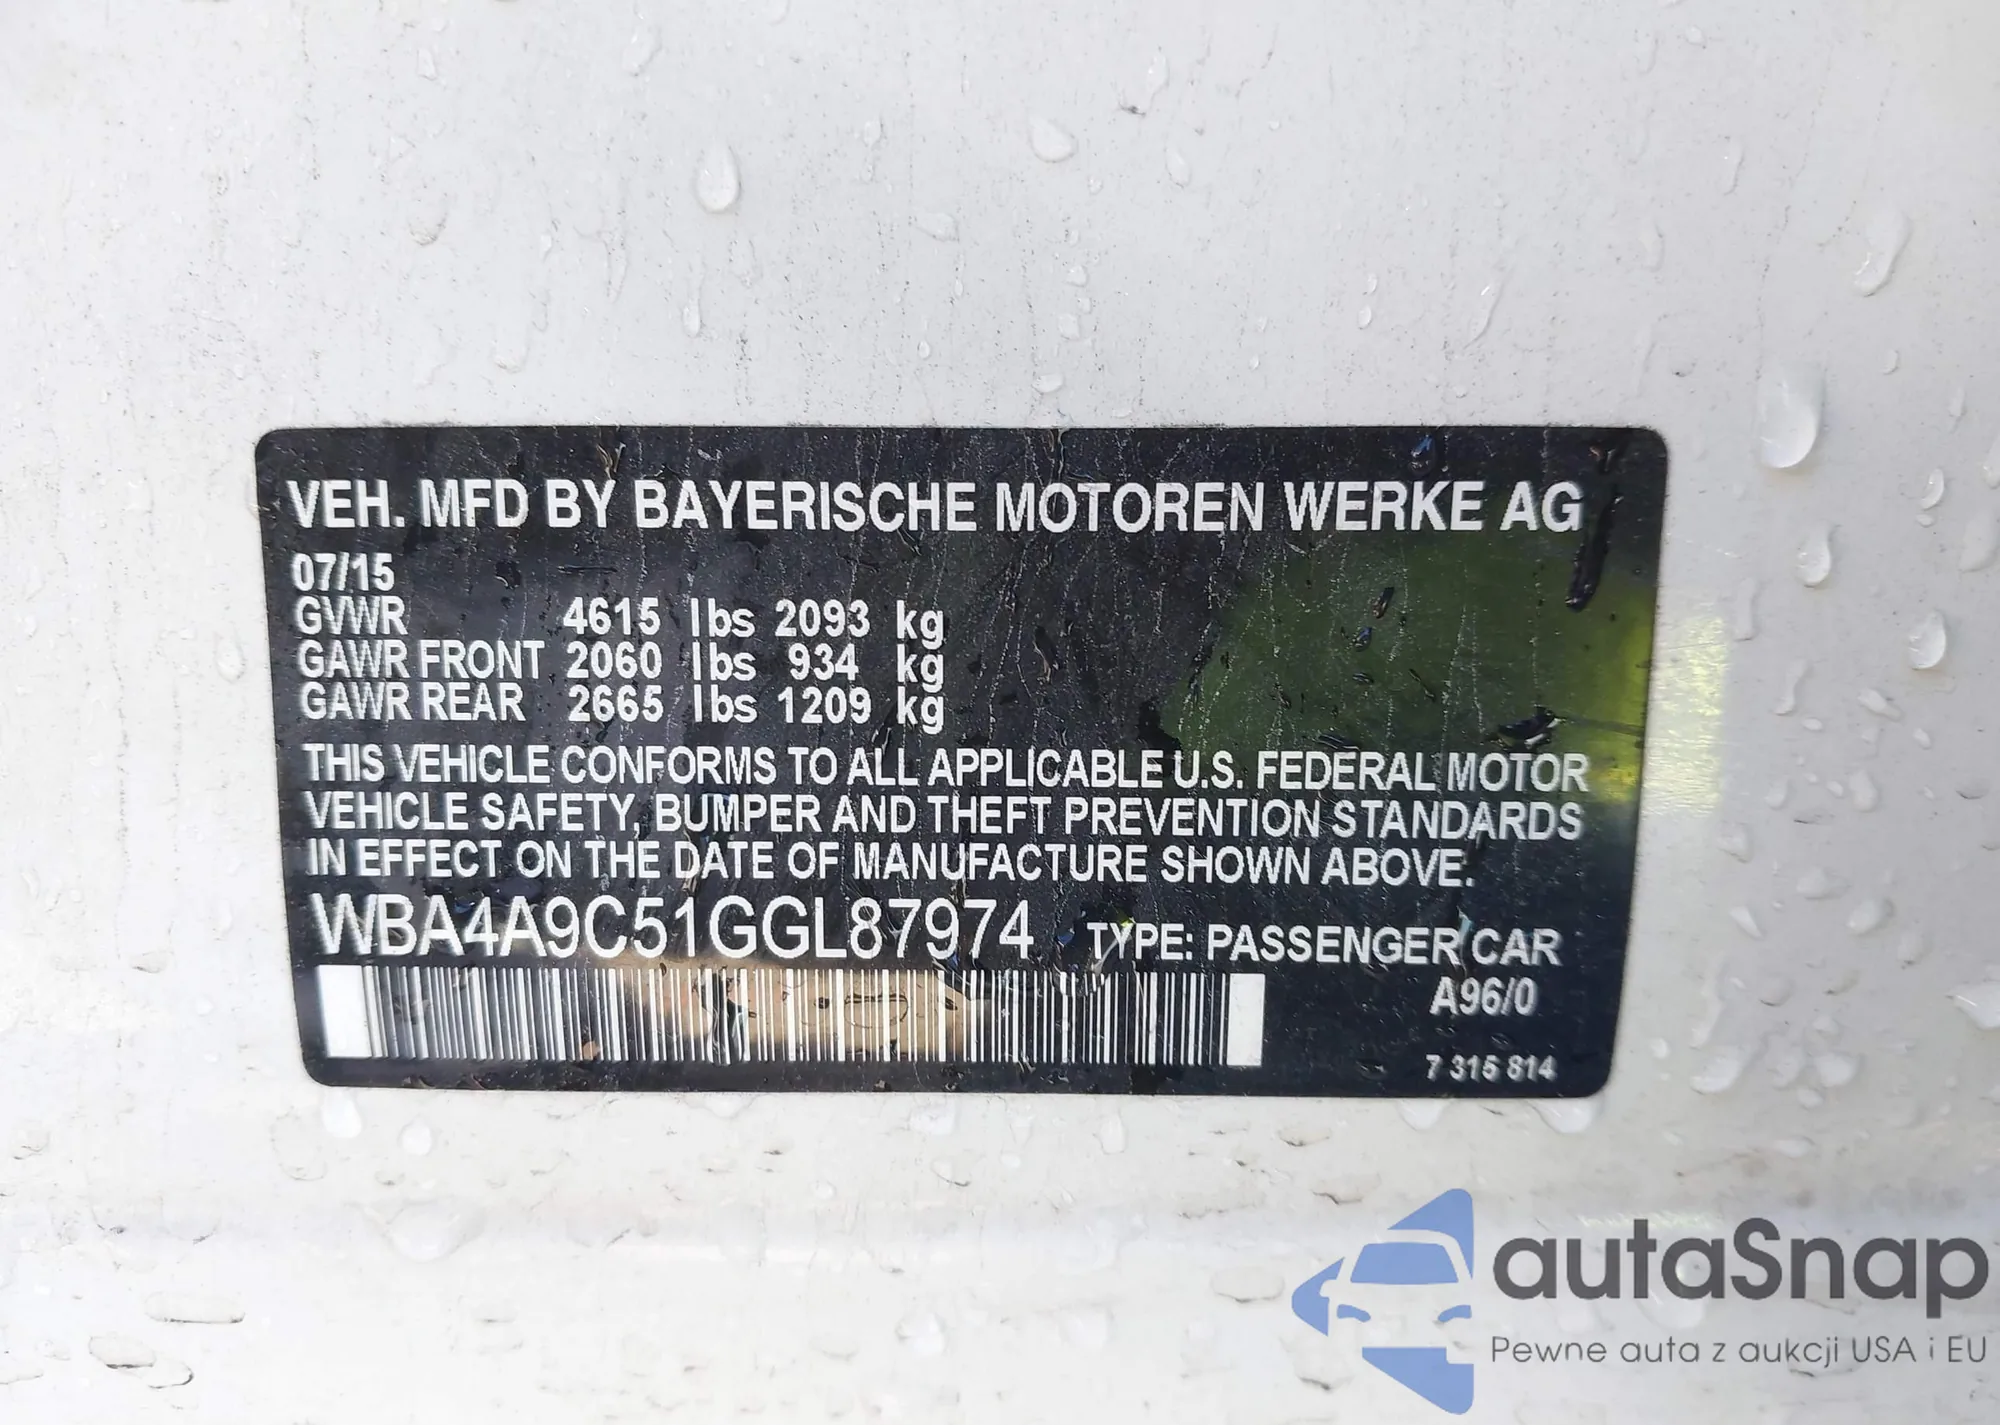 VEH. MFD BY BAYERISCHE MOTOREN WERKE AG
07/15
GVWR 4615 lbs 2093 kg
GAWR FRONT 2060 lbs 934 kg
GAWR REAR 2665 lbs 1209 kg
THIS VEHICLE CONFORMS TO ALL APPLICABLE U.S. FEDERAL MOTOR
VEHICLE SAFETY, BUMPER AND THEFT PREVENTION STANDARDS
IN EFFECT ON THE DATE OF MANUFACTURE SHOWN ABOVE.
WBA4A9C51GGL87974 TYPE: PASSENGER CAR
A96/0
7 315 814
autaSnap
Pewne auta z aukcji USA i EU